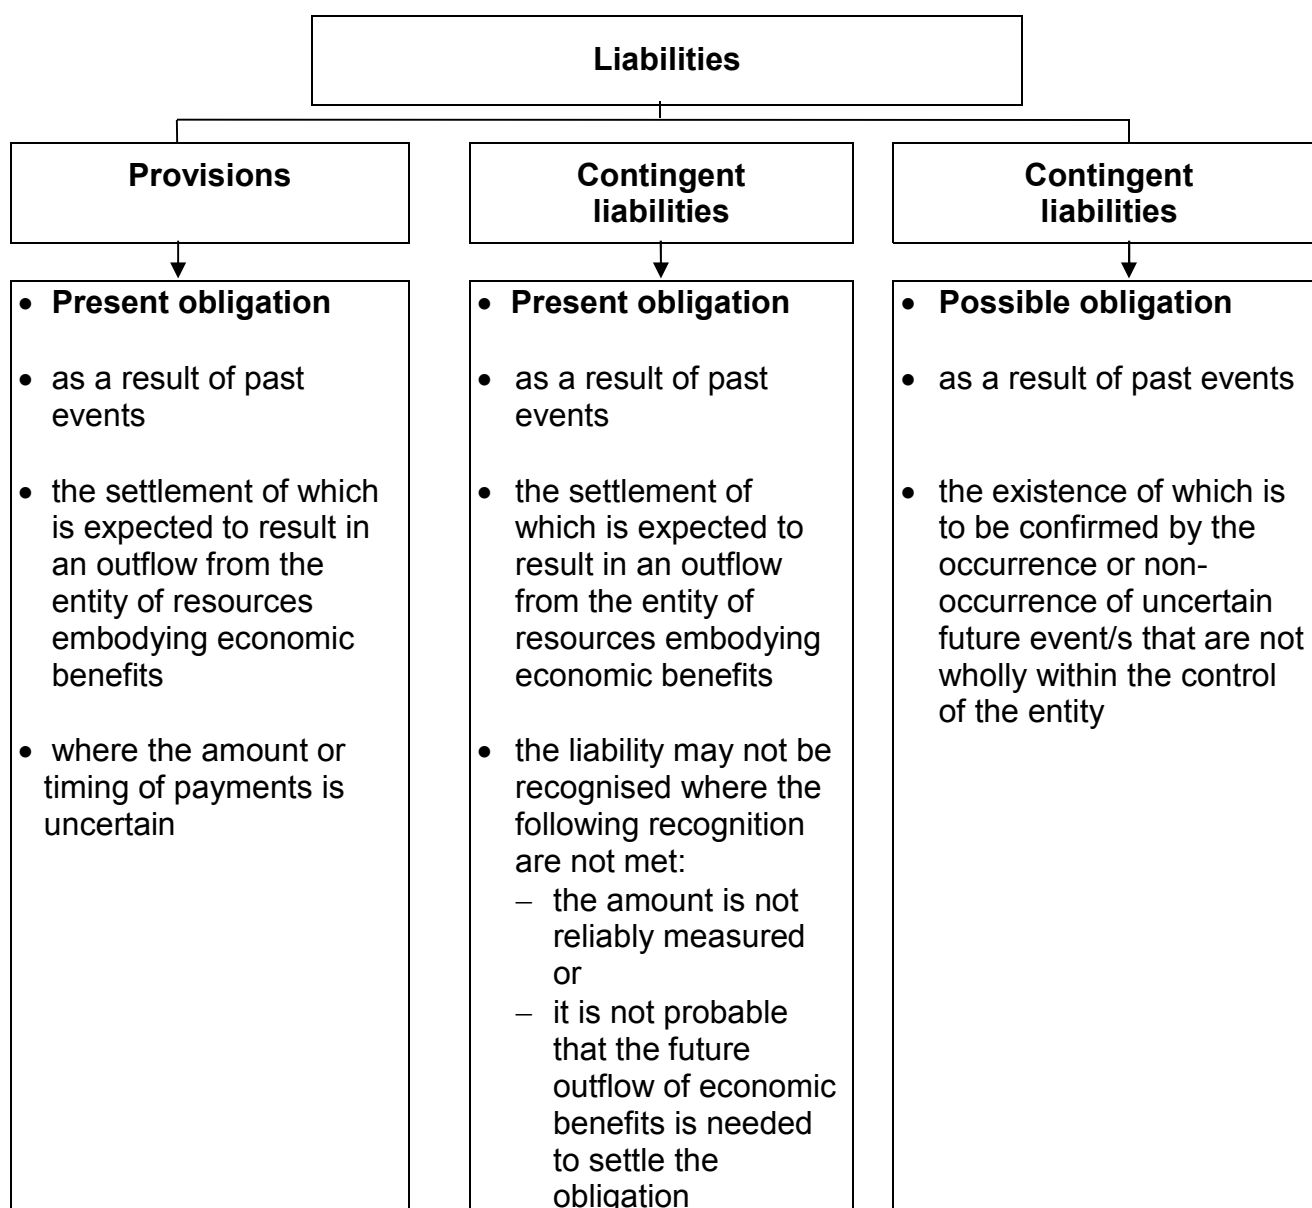 Liabilities
Provisions
Contingent
liabilities
Contingent
liabilities
• Present obligation
• as a result of past
events
• the settlement of which
is expected to result in
an outflow from the
entity of resources
embodying economic
benefits
• where the amount or
timing of payments is
uncertain
• Present obligation
• as a result of past
events
• the settlement of
which is expected to
result in an outflow
from the entity of
resources embodying
economic benefits
• the liability may not be
recognised where the
following recognition
are not met:
– the amount is not
reliably measured
or
– it is not probable
that the future
outflow of economic
benefits is needed
to settle the
obligation
• Possible obligation
• as a result of past events
• the existence of which is
to be confirmed by the
occurrence or non-
occurrence of uncertain
future event/s that are not
wholly within the control
of the entity